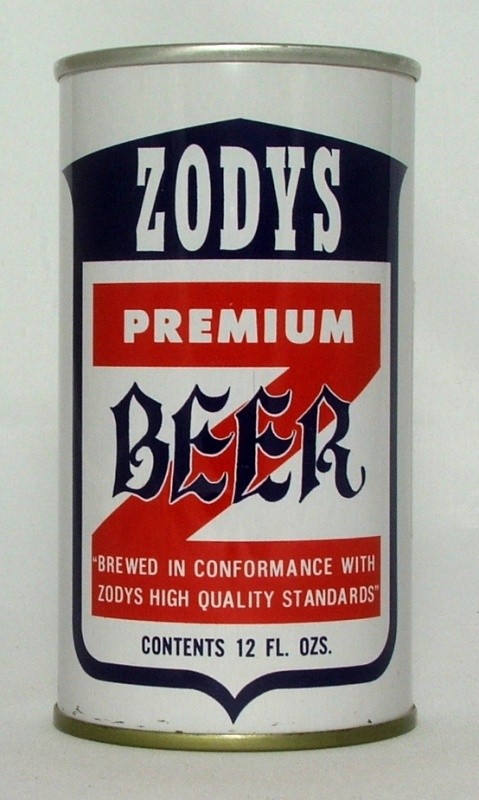 ZODYS
PREMIUM
BEER
"BREWED IN CONFORMANCE WITH
ZODYS HIGH QUALITY STANDARDS"
CONTENTS 12 FL. OZS.